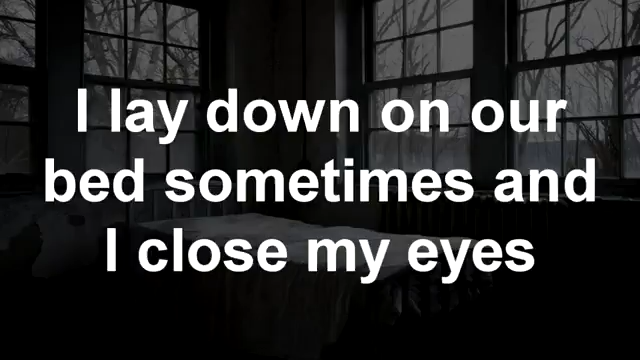 I lay down on our
bed sometimes and
I close my eyes